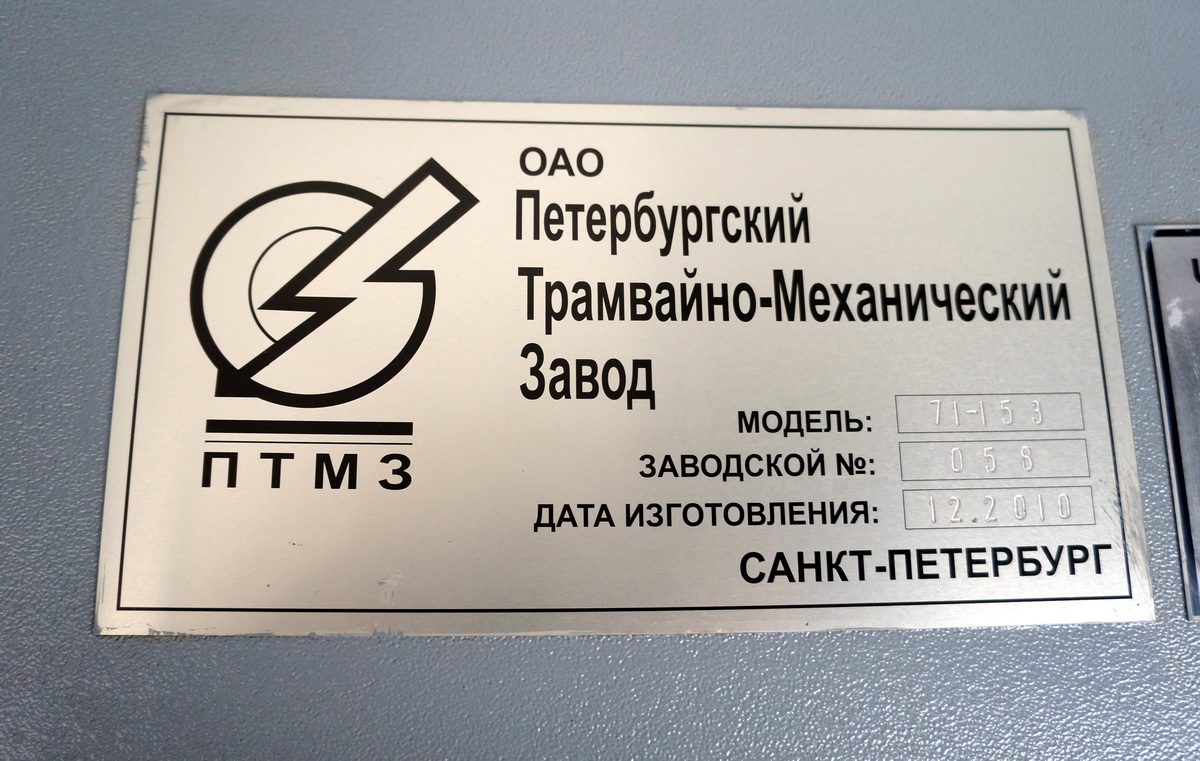 ОАО
Петербургский
Трамвайно-Механический
Завод
ПТМЗ
МОДЕЛЬ: 71-153
ЗАВОДСКОЙ №: 058
ДАТА ИЗГОТОВЛЕНИЯ: 12.2010
САНКТ-ПЕТЕРБУРГ